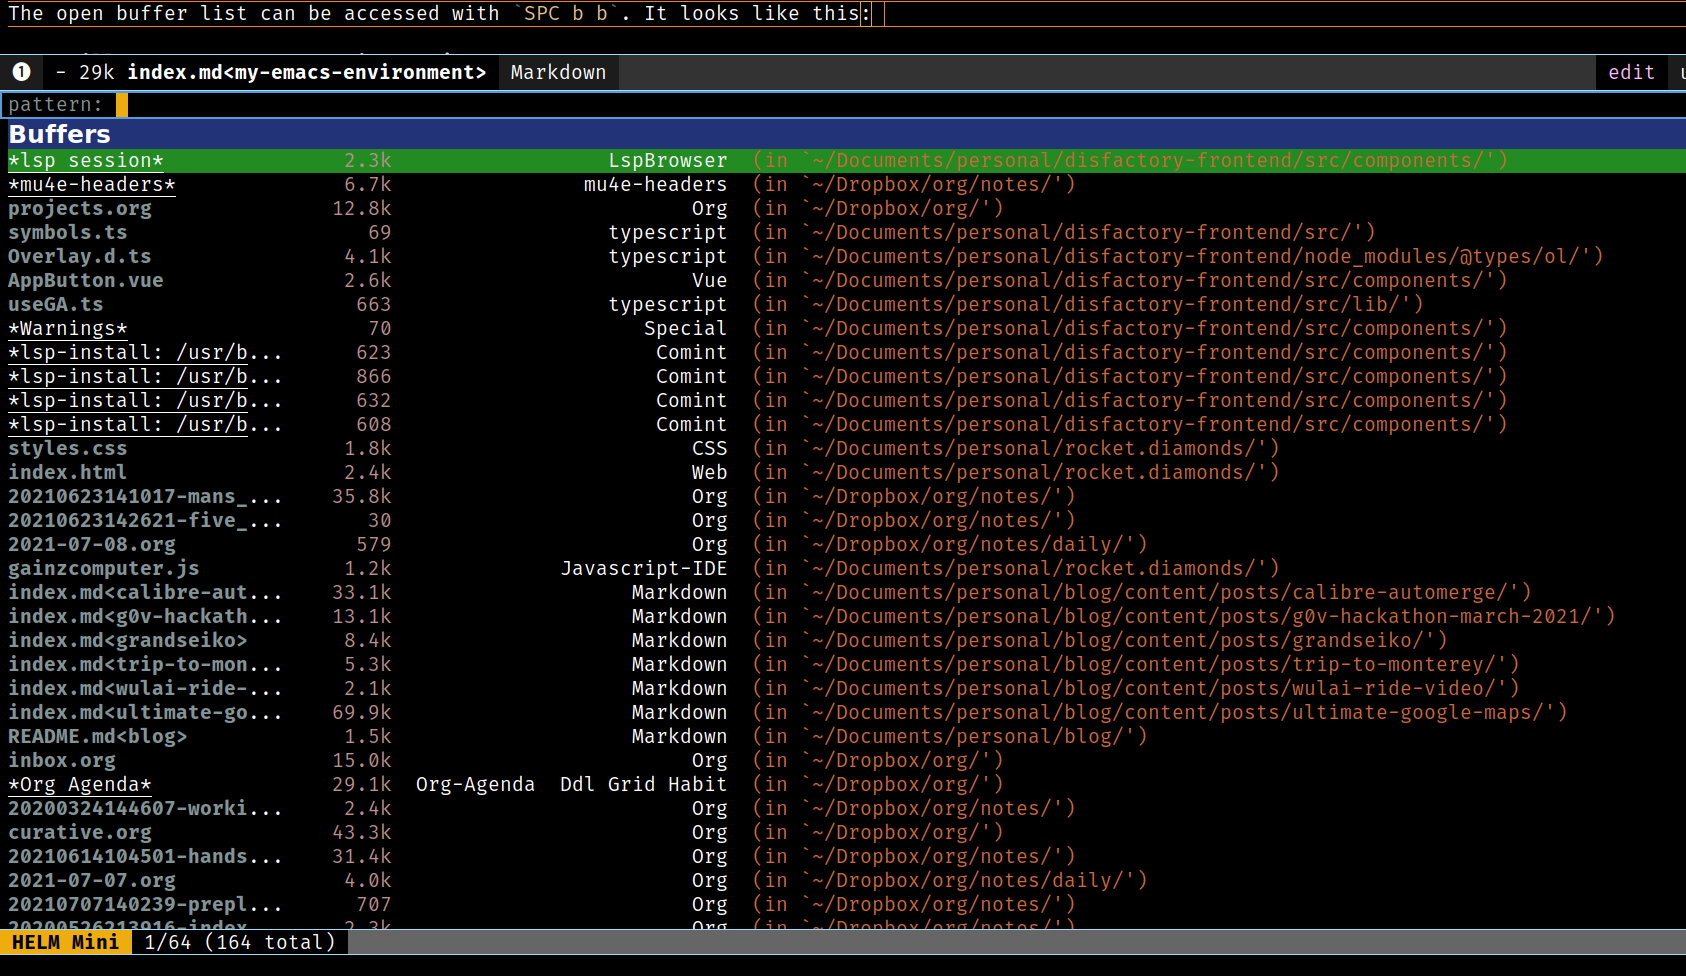 The open buffer list can be accessed with `SPC b b`. It looks like this:
1 - 29k index.md<my-emacs-environment> Markdown edit
pattern:
Buffers
*lsp session* 2.3k LspBrowser (in `~/Documents/personal/disfactory-frontend/src/components/')
*mu4e-headers* 6.7k mu4e-headers (in `~/Dropbox/org/notes/')
projects.org 12.8k Org (in `~/Dropbox/org/')
symbols.ts 69 typescript (in `~/Documents/personal/disfactory-frontend/src/')
Overlay.d.ts 4.1k typescript (in `~/Documents/personal/disfactory-frontend/node_modules/@types/ol/')
AppButton.vue 2.6k Vue (in `~/Documents/personal/disfactory-frontend/src/components/')
useGA.ts 663 typescript (in `~/Documents/personal/disfactory-frontend/src/lib/')
*Warnings* 70 Special (in `~/Documents/personal/disfactory-frontend/src/components/')
*lsp-install: /usr/b... 623 Comint (in `~/Documents/personal/disfactory-frontend/src/components/')
*lsp-install: /usr/b... 866 Comint (in `~/Documents/personal/disfactory-frontend/src/components/')
*lsp-install: /usr/b... 632 Comint (in `~/Documents/personal/disfactory-frontend/src/components/')
*lsp-install: /usr/b... 608 Comint (in `~/Documents/personal/disfactory-frontend/src/components/')
styles.css 1.8k CSS (in `~/Documents/personal/rocket.diamonds/')
index.html 2.4k Web (in `~/Documents/personal/rocket.diamonds/')
20210623141017-mans_... 35.8k Org (in `~/Dropbox/org/notes/')
20210623142621-five_... 30 Org (in `~/Dropbox/org/notes/')
2021-07-08.org 579 Org (in `~/Dropbox/org/notes/daily/')
gainzcomputer.js 1.2k Javascript-IDE (in `~/Documents/personal/rocket.diamonds/')
index.md<calibre-aut... 33.1k Markdown (in `~/Documents/personal/blog/content/posts/calibre-automerge/')
index.md<g0v-hackath... 13.1k Markdown (in `~/Documents/personal/blog/content/posts/g0v-hackathon-march-2021/')
index.md<grandseiko> 8.4k Markdown (in `~/Documents/personal/blog/content/posts/grandseiko/')
index.md<trip-to-mon... 5.3k Markdown (in `~/Documents/personal/blog/content/posts/trip-to-monterey/')
index.md<wulai-ride-... 2.1k Markdown (in `~/Documents/personal/blog/content/posts/wulai-ride-video/')
index.md<ultimate-go... 69.9k Markdown (in `~/Documents/personal/blog/content/posts/ultimate-google-maps/')
README.md<blog> 1.5k Markdown (in `~/Documents/personal/blog/')
inbox.org 15.0k Org (in `~/Dropbox/org/')
*Org Agenda* 29.1k Org-Agenda Ddl Grid Habit (in `~/Dropbox/org/')
20200324144607-worki... 2.4k Org (in `~/Dropbox/org/notes/')
curative.org 43.3k Org (in `~/Dropbox/org/')
20210614104501-hands... 31.4k Org (in `~/Dropbox/org/notes/')
2021-07-07.org 4.0k Org (in `~/Dropbox/org/notes/daily/')
20210707140239-prepl... 707 Org (in `~/Dropbox/org/notes/')
20200526213916-index 2.3k Org (in `~/Dropbox/org/notes/')
HELM Mini 1/64 (164 total)